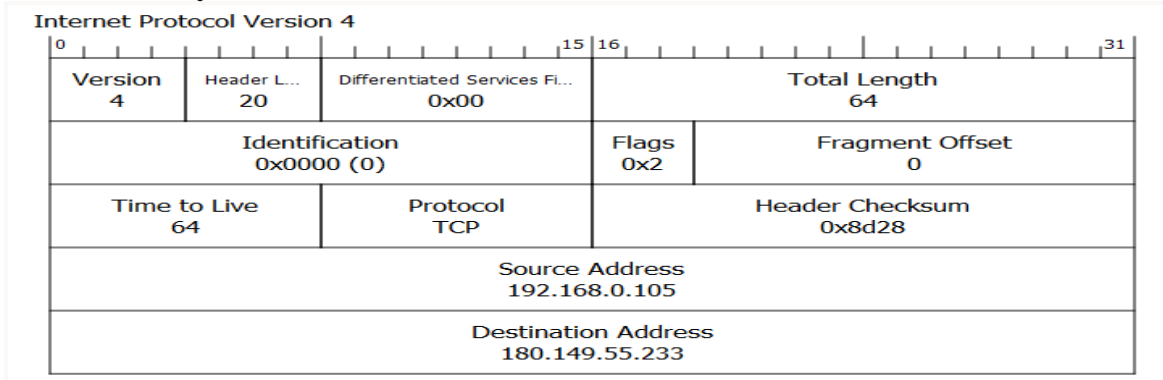 Internet Protocol Version 4
0 15 16 31
Version Header L... Differentiated Services Fi... Total Length
4 20 0x00 64
Identification Flags Fragment Offset
0x0000 (0) 0x2 0
Time to Live Protocol Header Checksum
64 TCP 0x8d28
Source Address
192.168.0.105
Destination Address
180.149.55.233